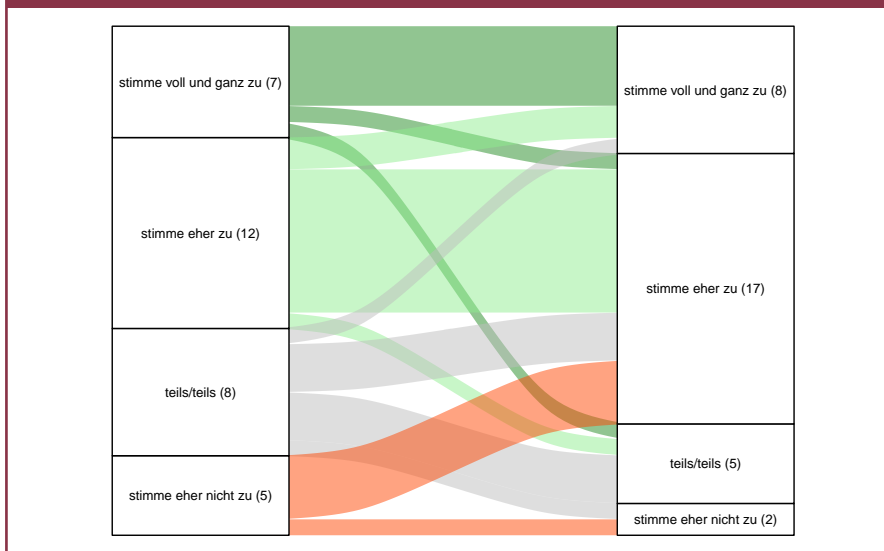 stimme voll und ganz zu (7)
stimme eher zu (12)
teils/teils (8)
stimme eher nicht zu (5)
stimme voll und ganz zu (8)
stimme eher zu (17)
teils/teils (5)
stimme eher nicht zu (2)